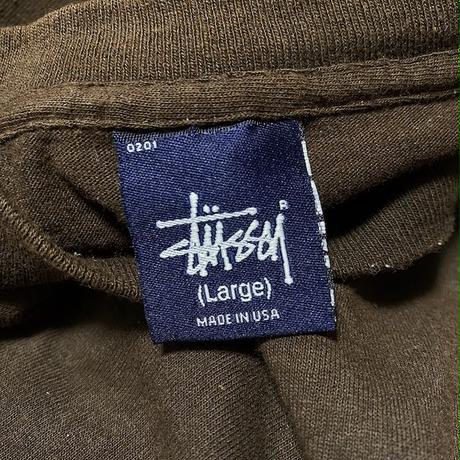 0201
Stüssy
R
(Large)
MADE IN USA